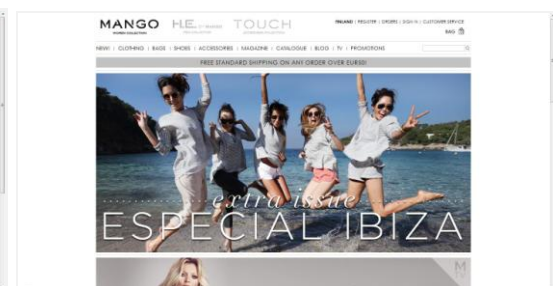 MANGO H.E. TOUCH
FINLAND | REGISTER | ORDERS | SIGN IN | CUSTOMER SERVICE
BAG
NEW! | CLOTHING | BAGS | SHOES | ACCESSORIES | MAGAZINE | CATALOGUE | BLOG | TV | PROMOTIONS
FREE STANDARD SHIPPING ON ANY ORDER OVER EUR30!
extra issue
ESPECIAL IBIZA
M